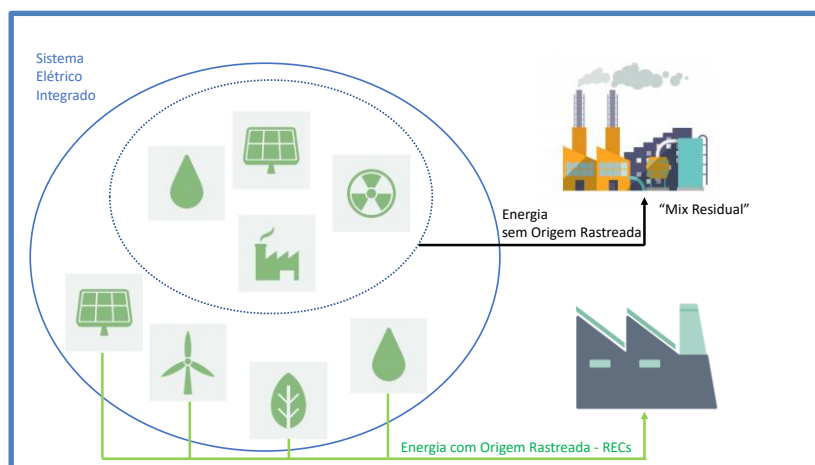 Sistema
Elétrico
Integrado
Energia
sem Origem Rastreada
“Mix Residual”
Energia com Origem Rastreada - RECs